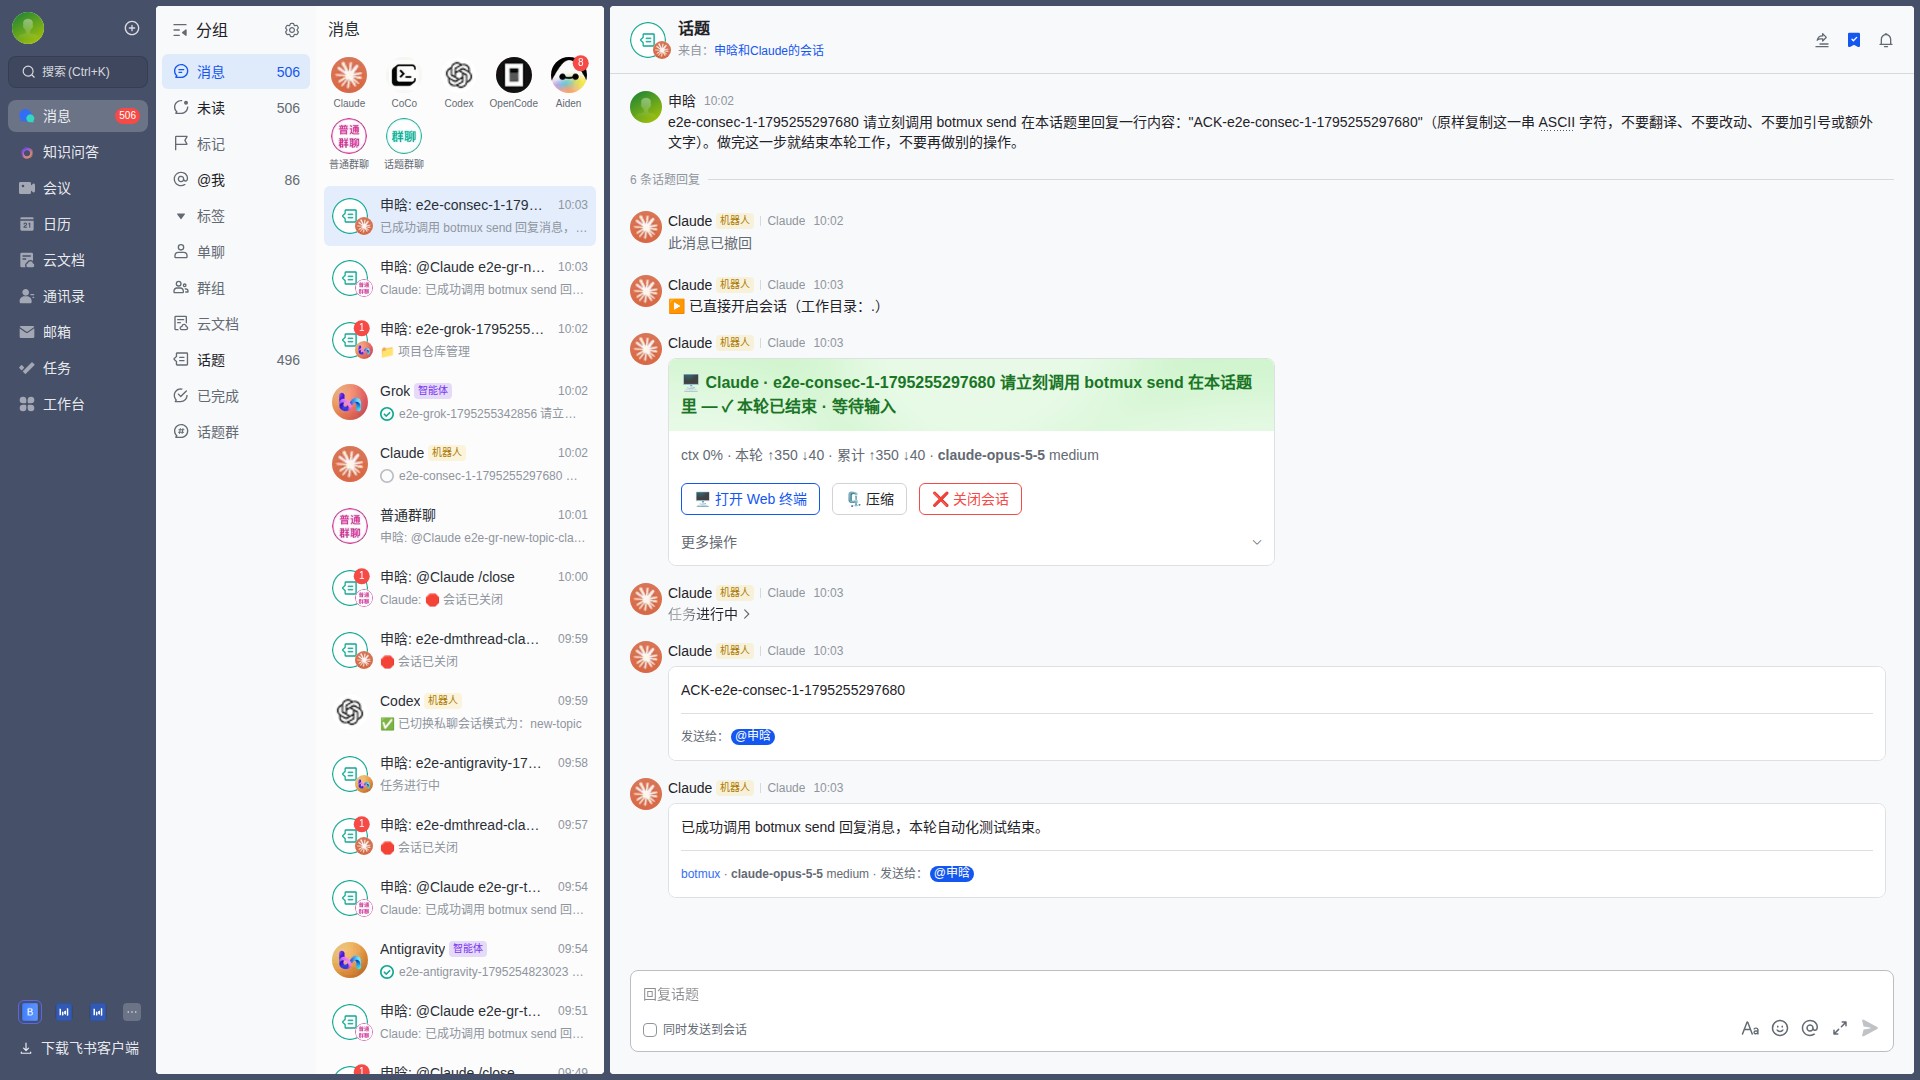 搜索 (Ctrl+K)
消息 506
知识问答
会议
日历
云文档
通讯录
邮箱
任务
工作台
B
下载飞书客户端
分组
消息 506
未读 506
标记
@我 86
标签
单聊
群组
云文档
话题 496
已完成
话题群
消息
8
Claude CoCo Codex OpenCode Aiden
普通群聊 群聊
普通群聊 话题群聊
申晗: e2e-consec-1-179… 10:03
已成功调用 botmux send 回复消息，…
申晗: @Claude e2e-gr-n… 10:03
Claude: 已成功调用 botmux send 回…
1
申晗: e2e-grok-1795255… 10:02
📁 项目仓库管理
Grok 智能体 10:02
e2e-grok-1795255342856 请立…
Claude 机器人 10:02
e2e-consec-1-1795255297680 …
普通群聊
普通群聊 10:01
申晗: @Claude e2e-gr-new-topic-cla…
1
申晗: @Claude /close 10:00
Claude: 🛑 会话已关闭
申晗: e2e-dmthread-cla… 09:59
🛑 会话已关闭
Codex 机器人 09:59
✅ 已切换私聊会话模式为：new-topic
申晗: e2e-antigravity-17… 09:58
任务进行中
1
申晗: e2e-dmthread-cla… 09:57
🛑 会话已关闭
申晗: @Claude e2e-gr-t… 09:54
Claude: 已成功调用 botmux send 回…
Antigravity 智能体 09:54
e2e-antigravity-1795254823023 …
申晗: @Claude e2e-gr-t… 09:51
Claude: 已成功调用 botmux send 回…
1
申晗: @Claude /close 09:49
话题
来自：申晗和Claude的会话
申晗 10:02
e2e-consec-1-1795255297680 请立刻调用 botmux send 在本话题里回复一行内容："ACK-e2e-consec-1-1795255297680"（原样复制这一串 ASCII 字符，不要翻译、不要改动、不要加引号或额外
文字）。做完这一步就结束本轮工作，不要再做别的操作。
6 条话题回复
Claude 机器人 | Claude 10:02
此消息已撤回
Claude 机器人 | Claude 10:03
▶️ 已直接开启会话（工作目录：.）
Claude 机器人 | Claude 10:03
🖥️ Claude · e2e-consec-1-1795255297680 请立刻调用 botmux send 在本话题
里 — ✓ 本轮已结束 · 等待输入
ctx 0% · 本轮 ↑350 ↓40 · 累计 ↑350 ↓40 · claude-opus-5-5 medium
🖥️ 打开 Web 终端 🗜️ 压缩 ❌ 关闭会话
更多操作
Claude 机器人 | Claude 10:03
任务进行中 >
Claude 机器人 | Claude 10:03
ACK-e2e-consec-1-1795255297680
发送给：@申晗
Claude 机器人 | Claude 10:03
已成功调用 botmux send 回复消息，本轮自动化测试结束。
botmux · claude-opus-5-5 medium · 发送给：@申晗
回复话题
同时发送到会话
Aa